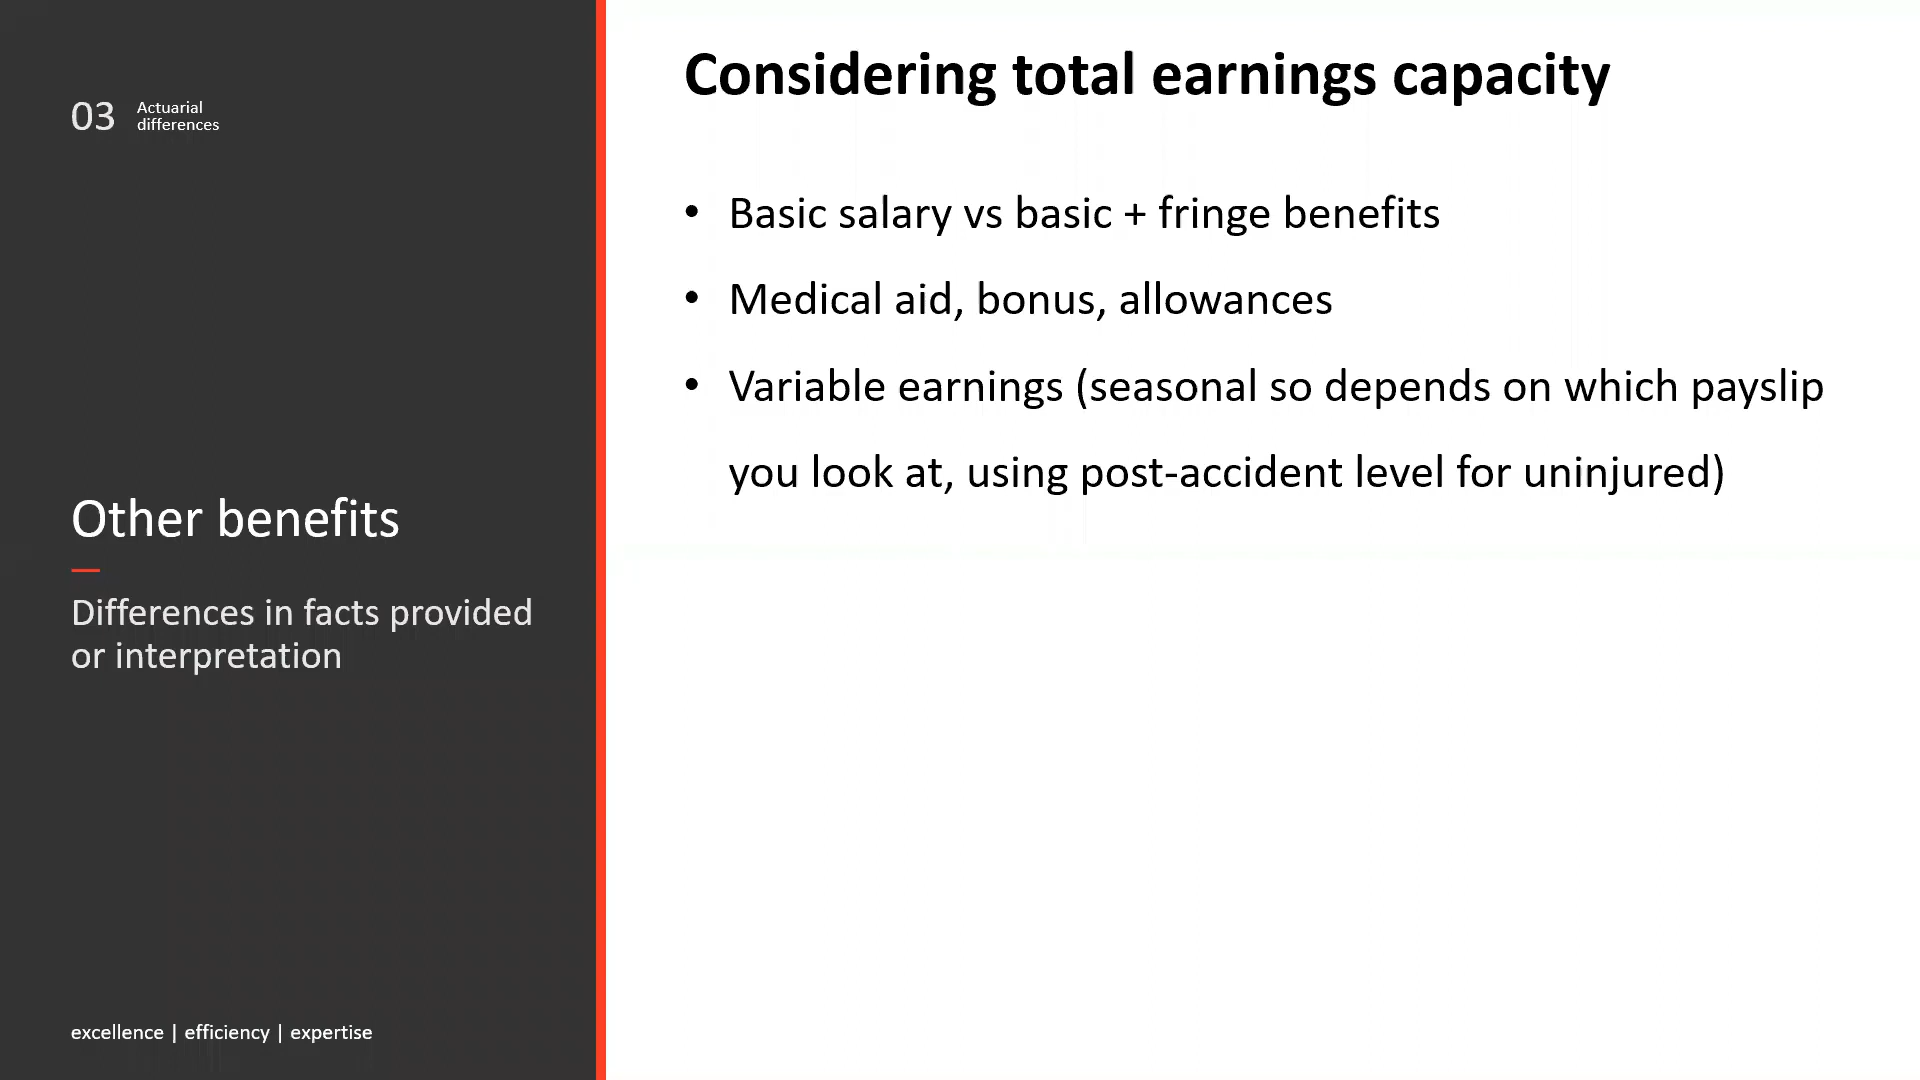 03
Actuarial
differences
Other benefits
Differences in facts provided
or interpretation
excellence | efficiency | expertise
Considering total earnings capacity
• Basic salary vs basic + fringe benefits
• Medical aid, bonus, allowances
• Variable earnings (seasonal so depends on which payslip
you look at, using post-accident level for uninjured)